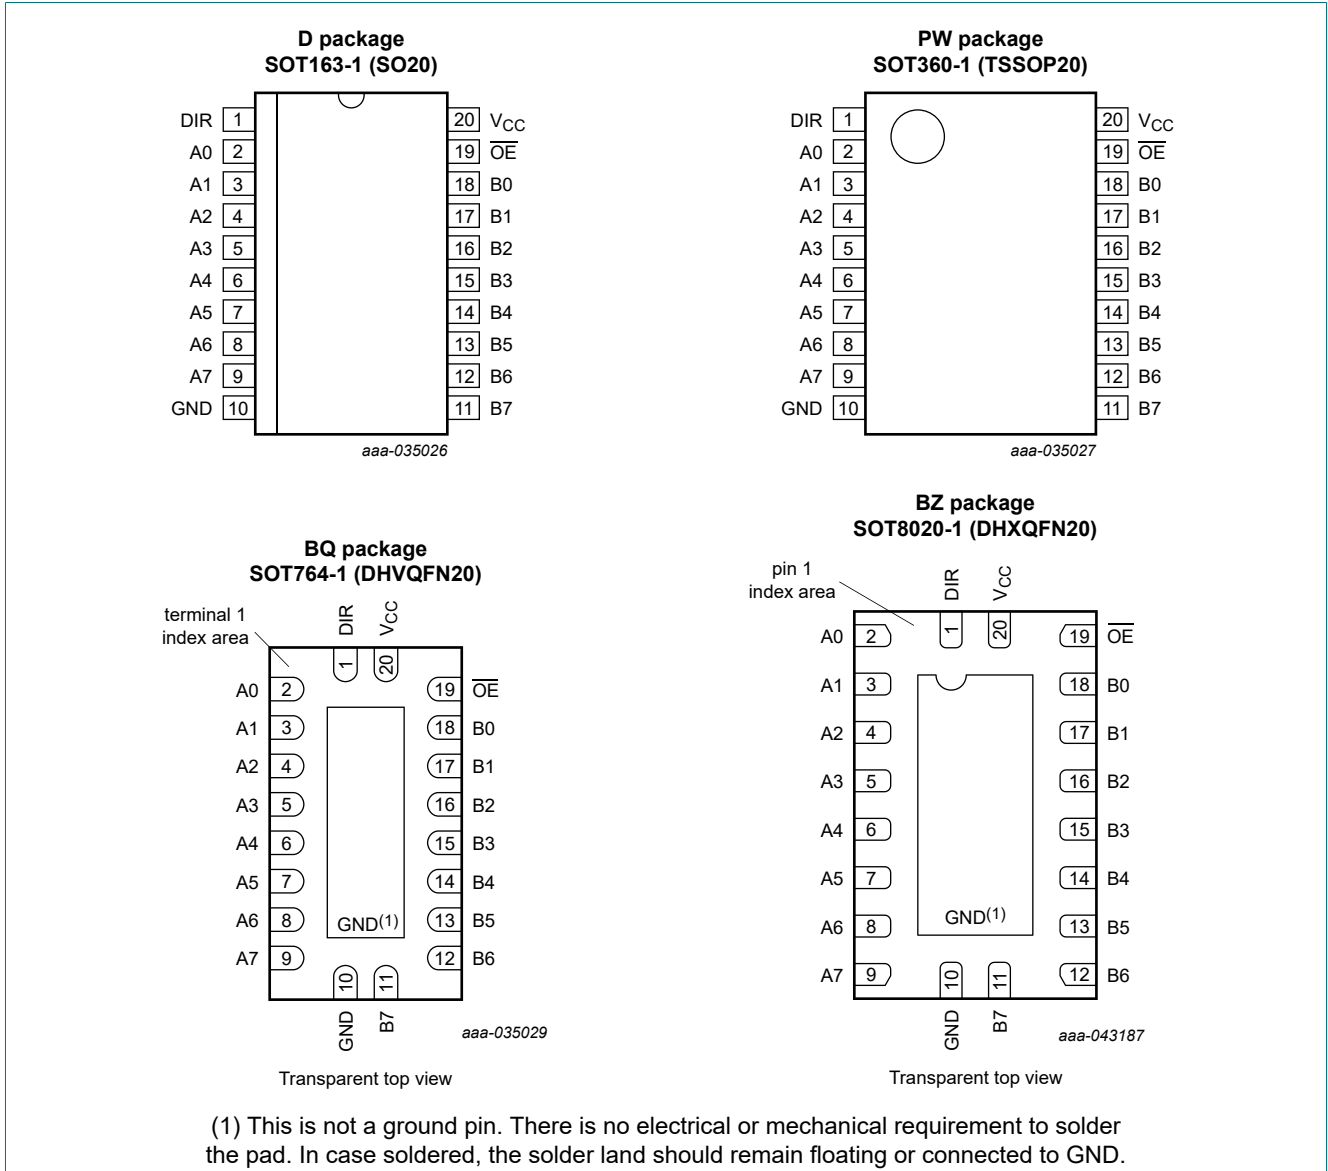 D package
SOT163-1 (SO20)
DIR 1
A0 2
A1 3
A2 4
A3 5
A4 6
A5 7
A6 8
A7 9
GND 10
20 VCC
19 OE
18 B0
17 B1
16 B2
15 B3
14 B4
13 B5
12 B6
11 B7
aaa-035026
PW package
SOT360-1 (TSSOP20)
DIR 1
A0 2
A1 3
A2 4
A3 5
A4 6
A5 7
A6 8
A7 9
GND 10
20 VCC
19 OE
18 B0
17 B1
16 B2
15 B3
14 B4
13 B5
12 B6
11 B7
aaa-035027
BQ package
SOT764-1 (DHVQFN20)
terminal 1
index area
DIR 1
VCC 20
A0 2
A1 3
A2 4
A3 5
A4 6
A5 7
A6 8
A7 9
19 OE
18 B0
17 B1
16 B2
15 B3
14 B4
13 B5
12 B6
GND(1)
GND 10
B7 11
aaa-035029
Transparent top view
BZ package
SOT8020-1 (DHXQFN20)
pin 1
index area
DIR 1
VCC 20
A0 2
A1 3
A2 4
A3 5
A4 6
A5 7
A6 8
A7 9
19 OE
18 B0
17 B1
16 B2
15 B3
14 B4
13 B5
12 B6
GND(1)
GND 10
B7 11
aaa-043187
Transparent top view
(1) This is not a ground pin. There is no electrical or mechanical requirement to solder
the pad. In case soldered, the solder land should remain floating or connected to GND.